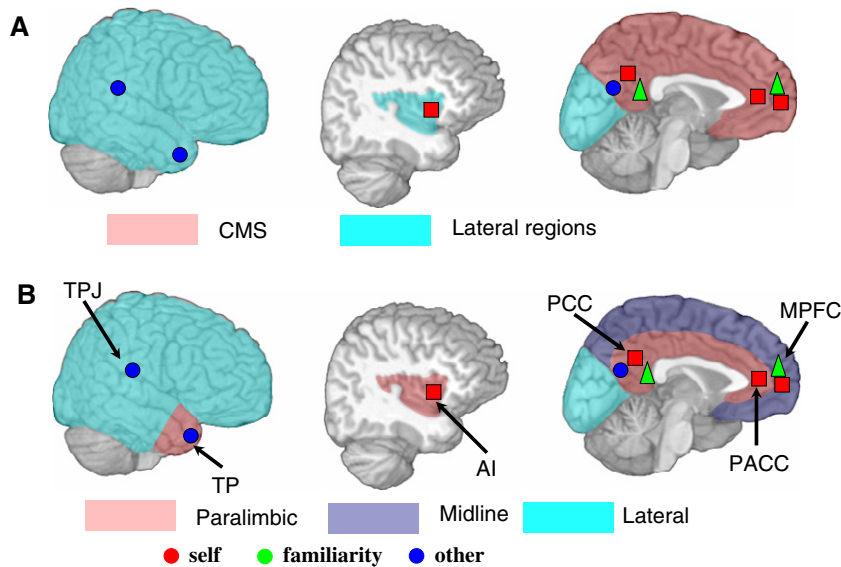 A
CMS
Lateral regions
B
TPJ
TP
AI
PCC
MPFC
PACC
Paralimbic
Midline
Lateral
self
familiarity
other